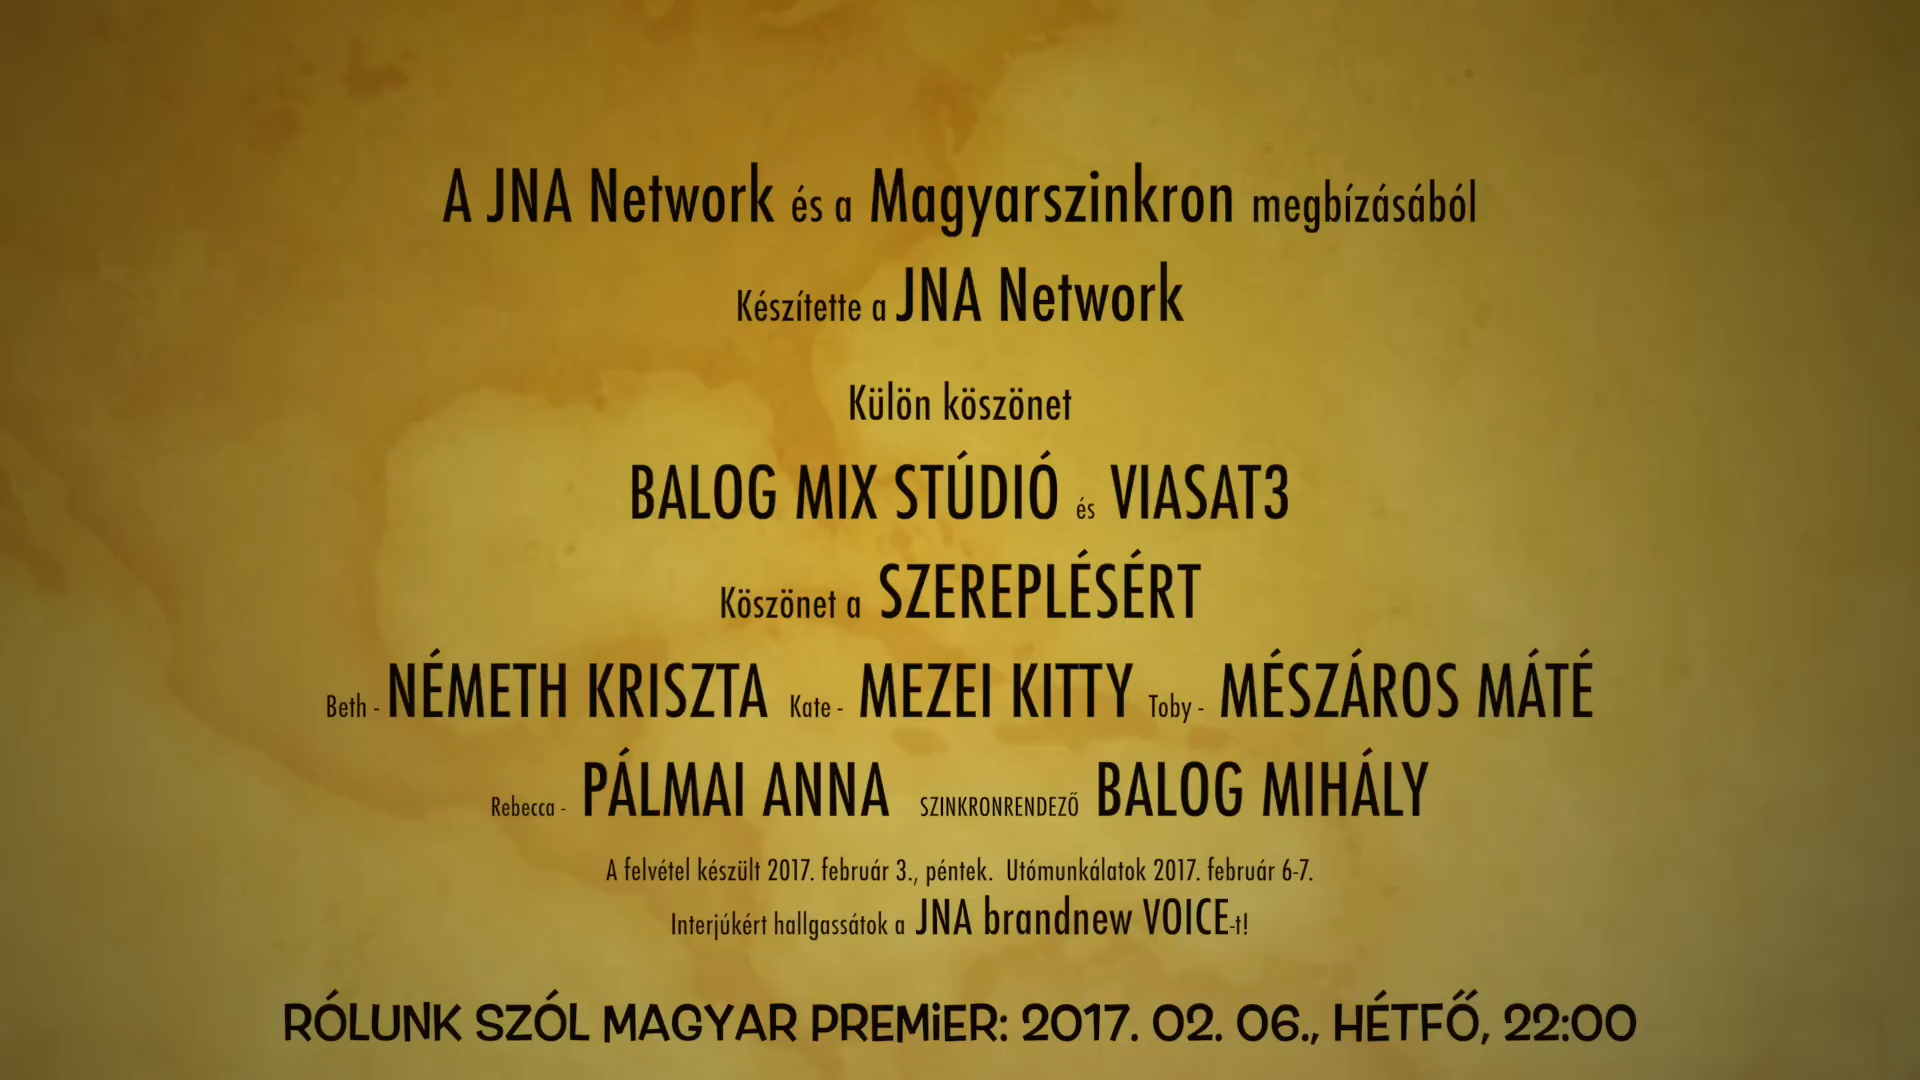 A JNA Network és a Magyarszinkron megbízásából
Készítette a JNA Network
Külön köszönet
BALOG MIX STÚDIÓ és VIASAT3
Köszönet a SZEREPLÉSÉRT
Beth - NÉMETH KRISZTA Kate - MEZEI KITTY Toby - MÉSZÁROS MÁTÉ
Rebecca - PÁLMAI ANNA SZINKRONRENDEZŐ BALOG MIHÁLY
A felvétel készült 2017. február 3., péntek. Utómunkálatok 2017. február 6-7.
Interjúkért hallgassátok a JNA brandnew VOICE-t!
RÓLUNK SZÓL MAGYAR PREMiER: 2017. 02. 06., HÉTFŐ, 22:00